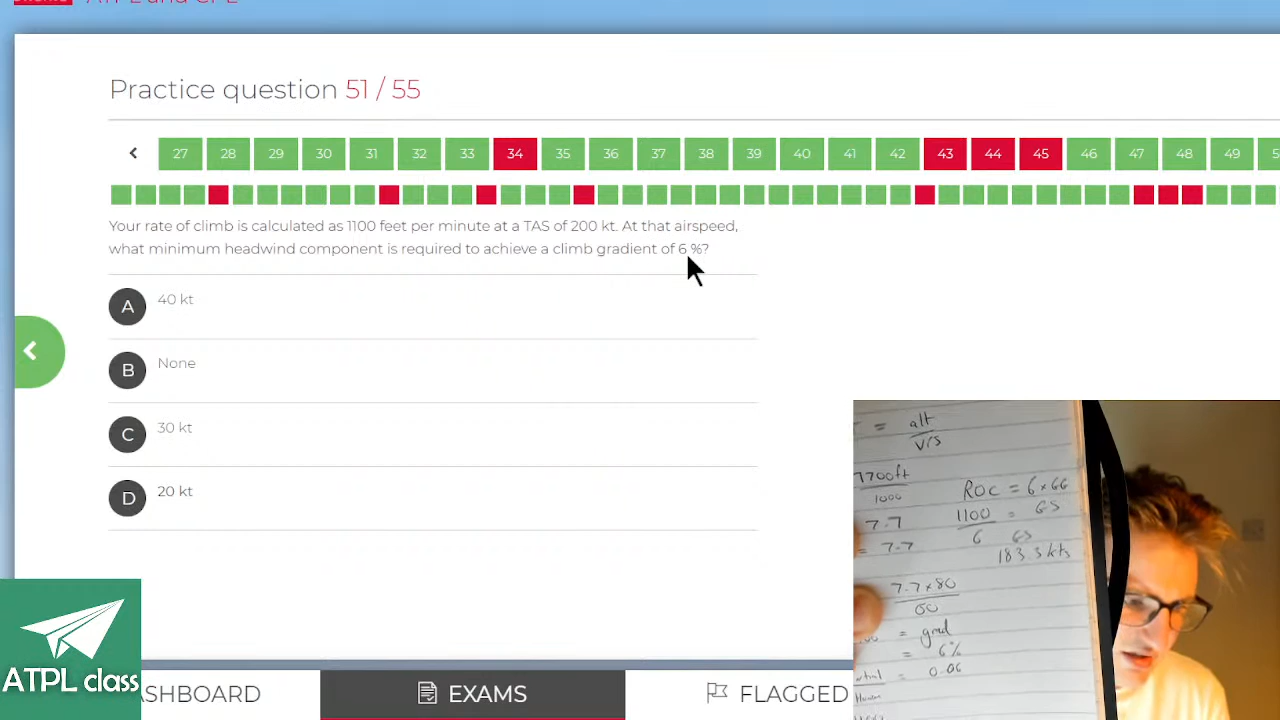 Practice question 51 / 55
27 28 29 30 31 32 33 34 35 36 37 38 39 40 41 42 43 44 45 46 47 48 49
Your rate of climb is calculated as 1100 feet per minute at a TAS of 200 kt. At that airspeed,
what minimum headwind component is required to achieve a climb gradient of 6 %?
A 40 kt
B None
C 30 kt
D 20 kt
= alt
v/s
7700ft
1000
7.7
= 7.7
7.7 x 80
60
= grad
= 6%
= 0.06
ROC = 6 x GG
1100 = GS
6 GS
183.3 kts
ATPL class
ASHBOARD
EXAMS
FLAGGED